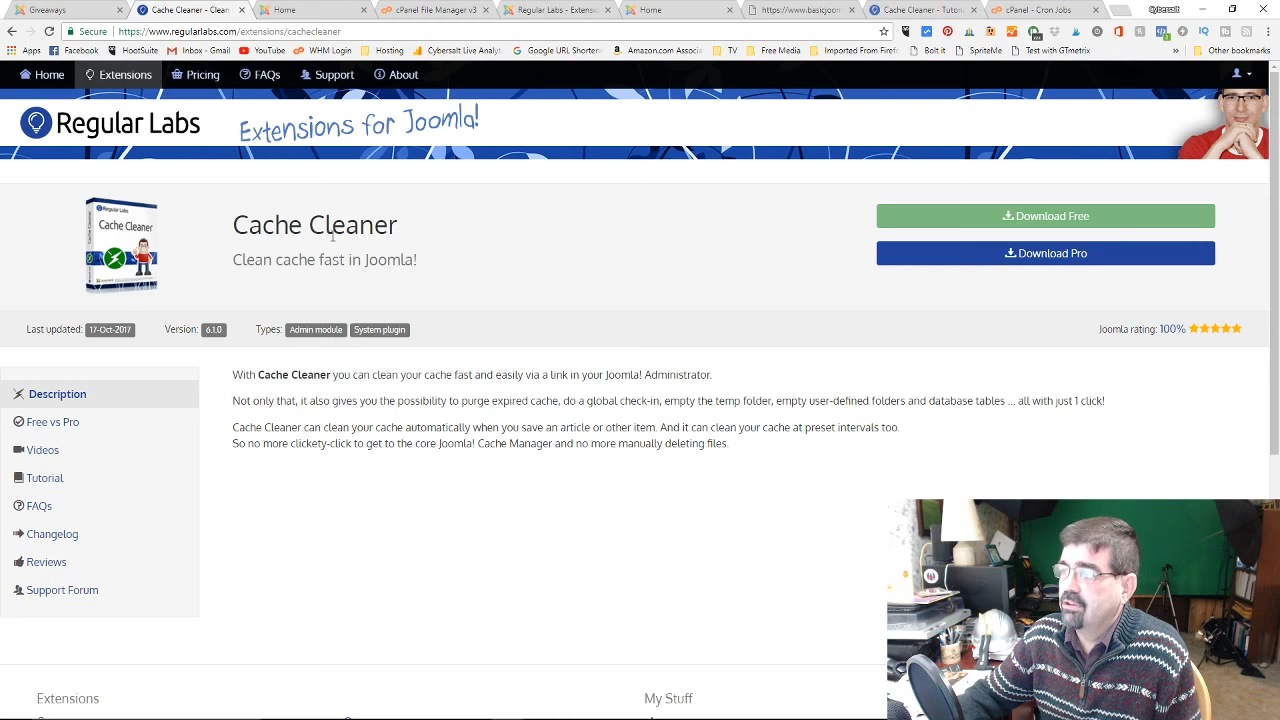 Giveaways
Cache Cleaner - Clean
Home
cPanel File Manager v3
Regular Labs - Extensio
Home
https://www.basicjoom
Cache Cleaner - Tutori
cPanel - Cron Jobs
Cybersalt
Secure
https://www.regularlabs.com/extensions/cachecleaner
Apps
Facebook
HootSuite
Inbox - Gmail
YouTube
WHM Login
Hosting
Cybersalt Live Analyt
Google URL Shortene
Amazon.com Associa
TV
Free Media
Imported From Firefo
Bolt it
SpriteMe
Test with GTmetrix
Other bookmarks
Home
Extensions
Pricing
FAQs
Support
About
Regular Labs
Extensions for Joomla!
Regular Labs
Cache Cleaner
Cache Cleaner
Cache Cleaner
Clean cache fast in Joomla!
Download Free
Download Pro
Last updated: 17-Oct-2017
Version: 6.1.0
Types: Admin module System plugin
Joomla rating: 100%
Description
Free vs Pro
Videos
Tutorial
FAQs
Changelog
Reviews
Support Forum
With Cache Cleaner you can clean your cache fast and easily via a link in your Joomla! Administrator.
Not only that, it also gives you the possibility to purge expired cache, do a global check-in, empty the temp folder, empty user-defined folders and database tables ... all with just 1 click!
Cache Cleaner can clean your cache automatically when you save an article or other item. And it can clean your cache at preset intervals too.
So no more clickety-click to get to the core Joomla! Cache Manager and no more manually deleting files.
Extensions
My Stuff